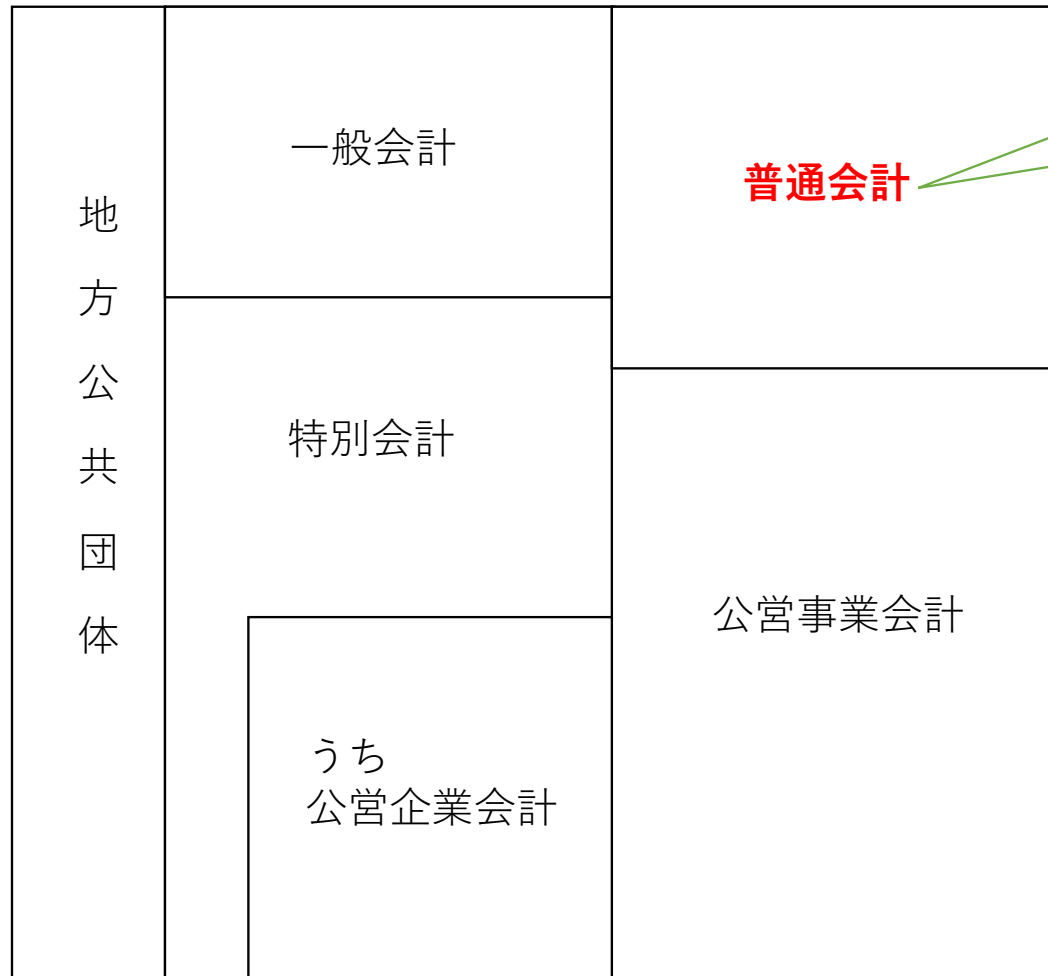 地方公共団体
一般会計
普通会計
特別会計
公営事業会計
うち
公営企業会計